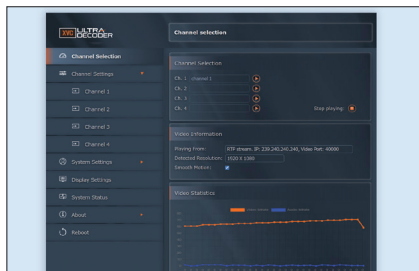 XVC ULTRA DECODER
Channel selection
Channel Selection
Channel Settings
Channel 1
Channel 2
Channel 3
Channel 4
System Settings
Display Settings
System Status
About
Reboot
Channel Selection
Ch. 1 channel 1
Ch. 2
Ch. 3
Ch. 4
Stop playing:
Video Information
Playing From: RTP stream. IP: 239.240.240.240, Video Port: 40000
Detected Resolution: 1920 X 1080
Smooth Motion:
Video Statistics